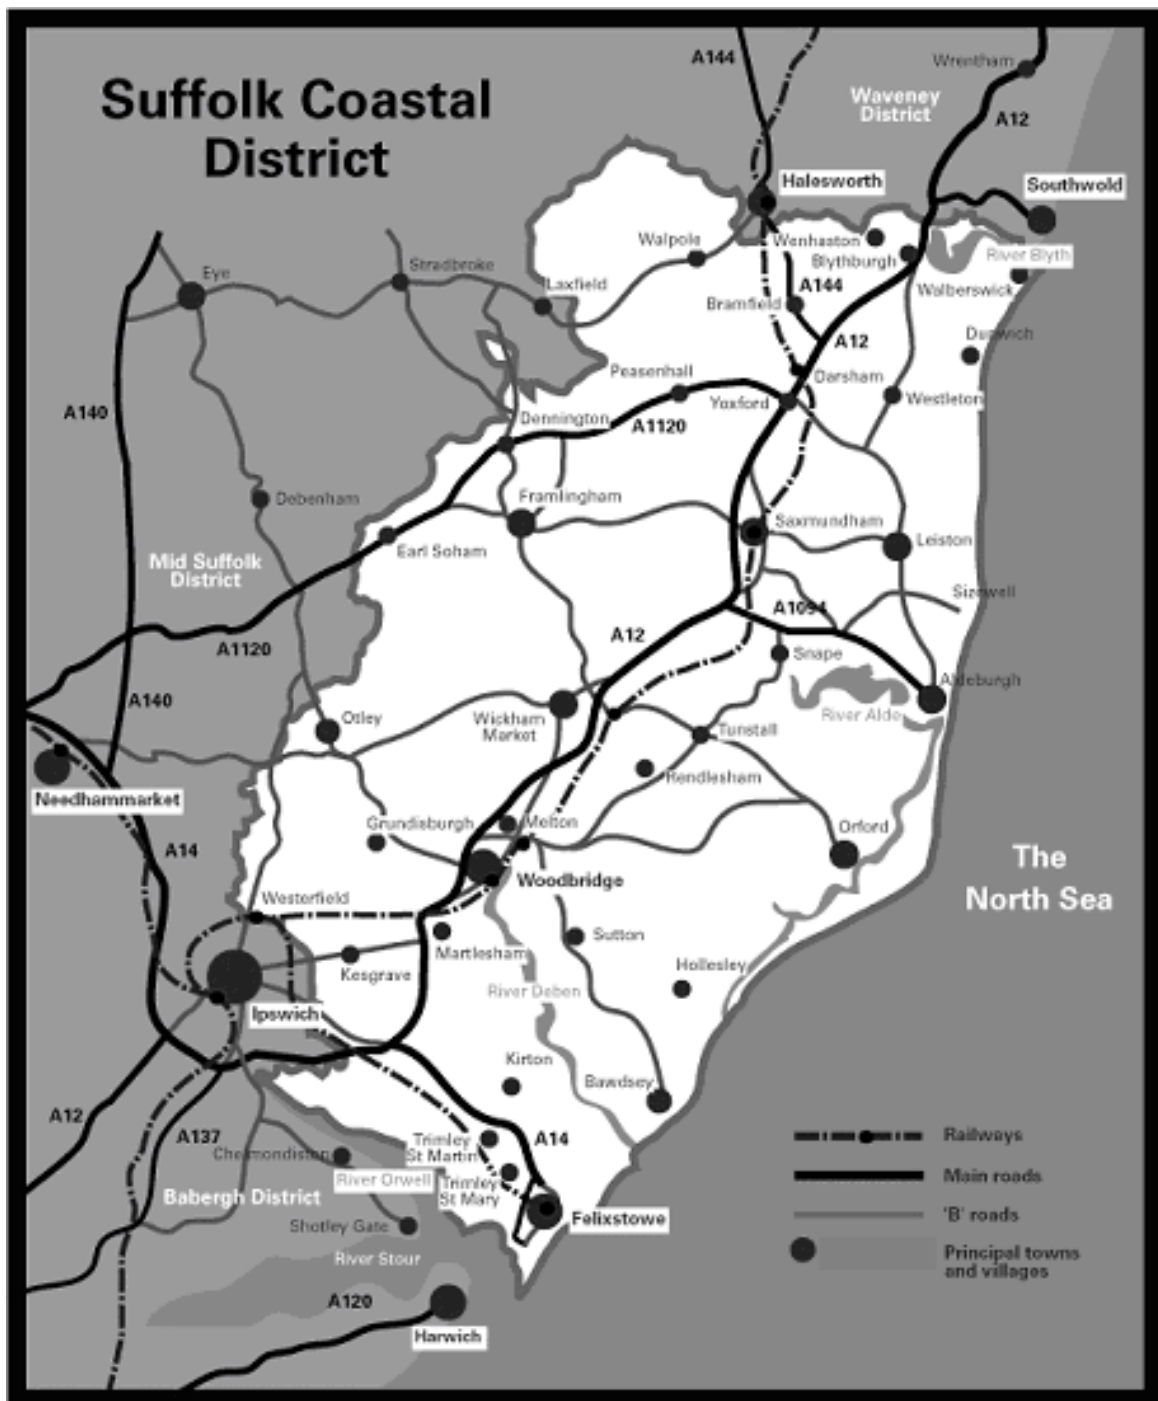 Suffolk Coastal
District
A144
Wrentham
Waveney
District
A12
Halesworth
Southwold
Walpole
Wenhaston
Blythburgh
River Blyth
Eye
Stradbroke
Laxfield
A144
Walberswick
Bramfield
Dunwich
A12
Peasenhall
Darsham
A140
Yoxford
Westleton
Dennington
A1120
Framlingham
Debenham
Saxmundham
Earl Soham
Leiston
Mid Suffolk
District
Sizewell
A1094
A12
A1120
Snape
Aldeburgh
A140
Otley
Wickham
Market
River Alde
Tunstall
Rendlesham
Needhammarket
Grundisburgh
Melton
Orford
A14
The
North Sea
Woodbridge
Westerfield
Sutton
Martlesham
Kesgrave
Hollesley
River Deben
Ipswich
Kirton
Bawdsey
A12
A137
A14
Railways
Trimley
St Martin
Chelmondiston
River Orwell
Trimley
St Mary
Main roads
Babergh District
'B' roads
Felixstowe
Shotley Gate
River Stour
Principal towns
and villages
A120
Harwich